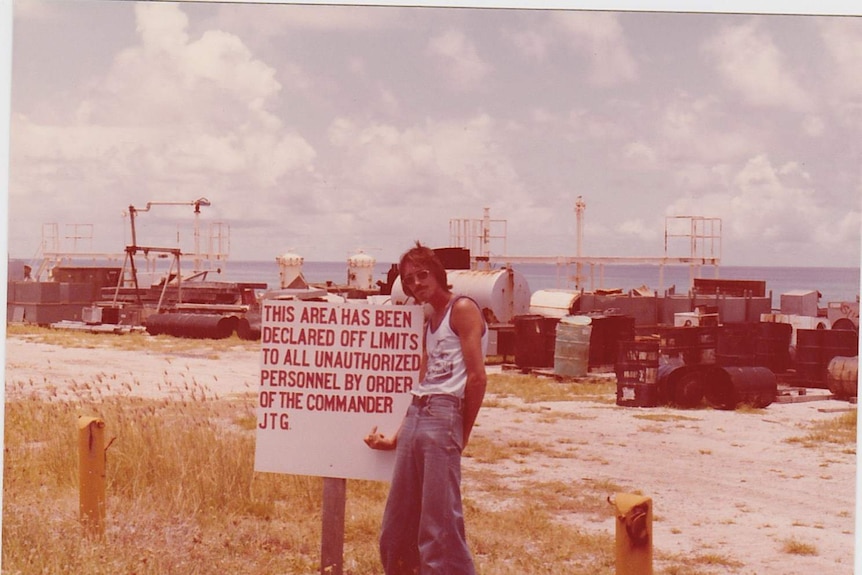 THIS AREA HAS BEEN
DECLARED OFF LIMITS
TO ALL UNAUTHORIZED
PERSONNEL BY ORDER
OF THE COMMANDER
JTG.